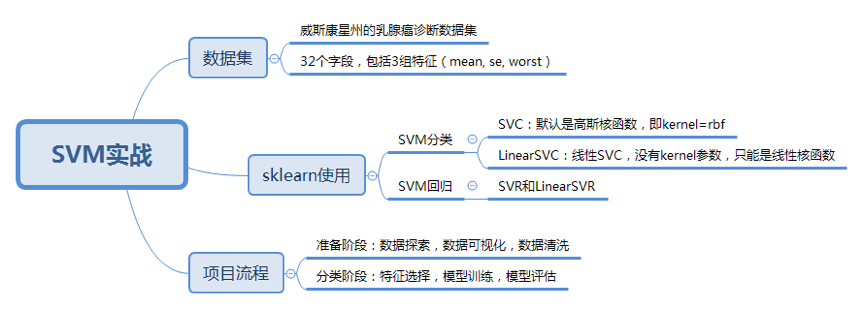 SVM实战
数据集
威斯康星州的乳腺癌诊断数据集
32个字段，包括3组特征（mean, se, worst）
sklearn使用
SVM分类
SVC：默认是高斯核函数，即kernel=rbf
LinearSVC：线性SVC，没有kernel参数，只能是线性核函数
SVM回归
SVR和LinearSVR
项目流程
准备阶段：数据探索，数据可视化，数据清洗
分类阶段：特征选择，模型训练，模型评估